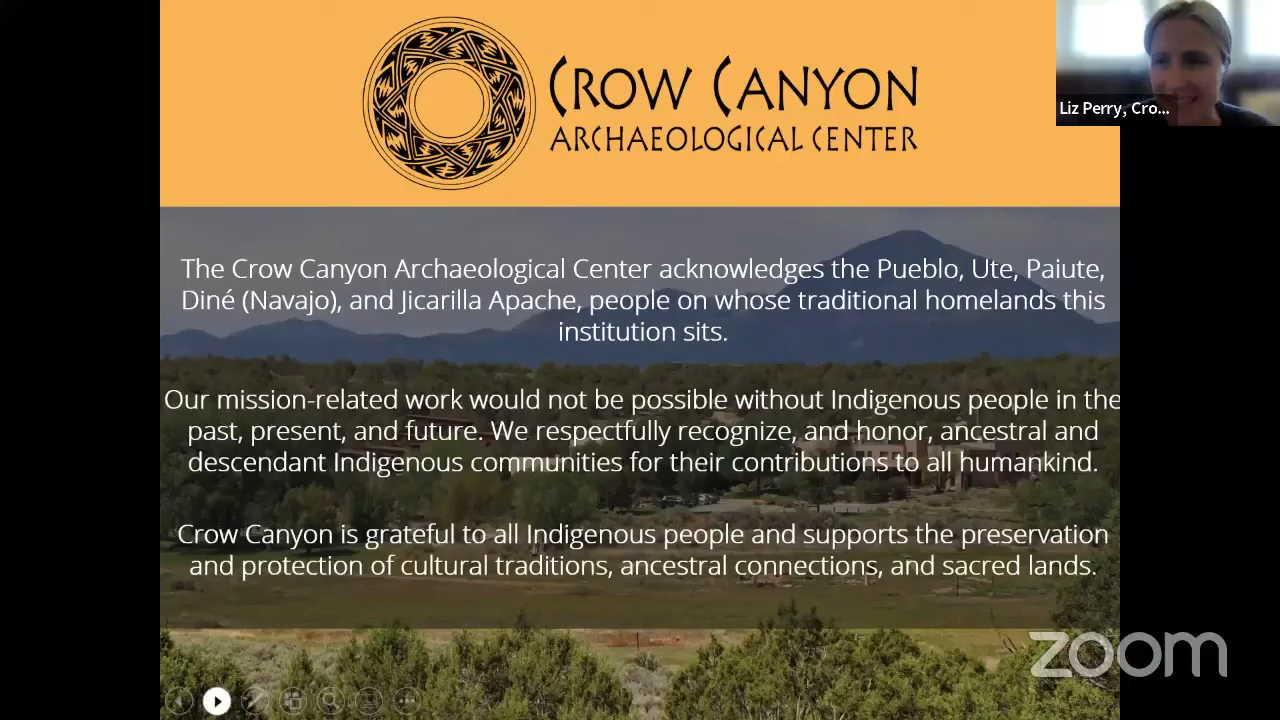 CROW CANYON
ARCHAEOLOGICAL CENTER
Liz Perry, Cro...
The Crow Canyon Archaeological Center acknowledges the Pueblo, Ute, Paiute,
Diné (Navajo), and Jicarilla Apache, people on whose traditional homelands this
institution sits.
Our mission-related work would not be possible without Indigenous people in the
past, present, and future. We respectfully recognize, and honor, ancestral and
descendant Indigenous communities for their contributions to all humankind.
Crow Canyon is grateful to all Indigenous people and supports the preservation
and protection of cultural traditions, ancestral connections, and sacred lands.
zoom